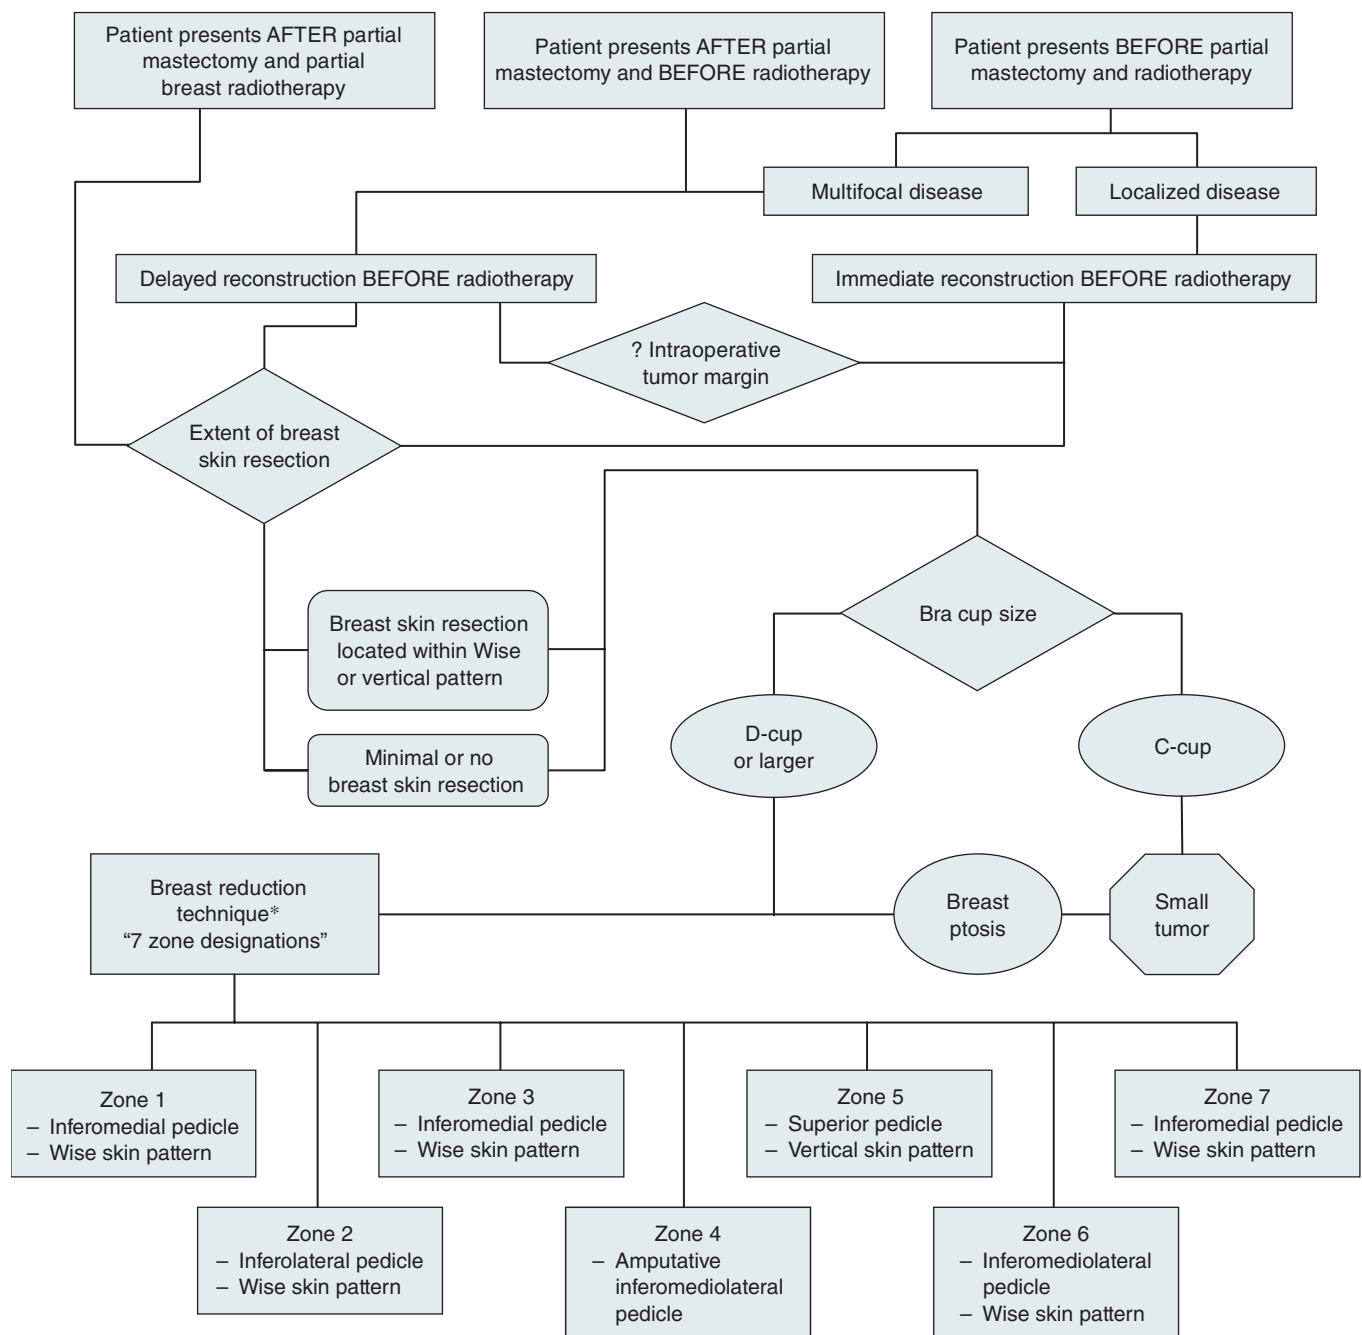 Patient presents AFTER partial
mastectomy and partial
breast radiotherapy
Patient presents AFTER partial
mastectomy and BEFORE radiotherapy
Patient presents BEFORE partial
mastectomy and radiotherapy
Multifocal disease
Localized disease
Delayed reconstruction BEFORE radiotherapy
Immediate reconstruction BEFORE radiotherapy
? Intraoperative
tumor margin
Extent of breast
skin resection
Breast skin resection
located within Wise
or vertical pattern
Minimal or no
breast skin resection
Bra cup size
D-cup
or larger
C-cup
Breast reduction
technique*
“7 zone designations”
Breast
ptosis
Small
tumor
Zone 1
– Inferomedial pedicle
– Wise skin pattern
Zone 2
– Inferolateral pedicle
– Wise skin pattern
Zone 3
– Inferomedial pedicle
– Wise skin pattern
Zone 4
– Amputative
inferomediolateral
pedicle
Zone 5
– Superior pedicle
– Vertical skin pattern
Zone 6
– Inferomediolateral
pedicle
– Wise skin pattern
Zone 7
– Inferomedial pedicle
– Wise skin pattern